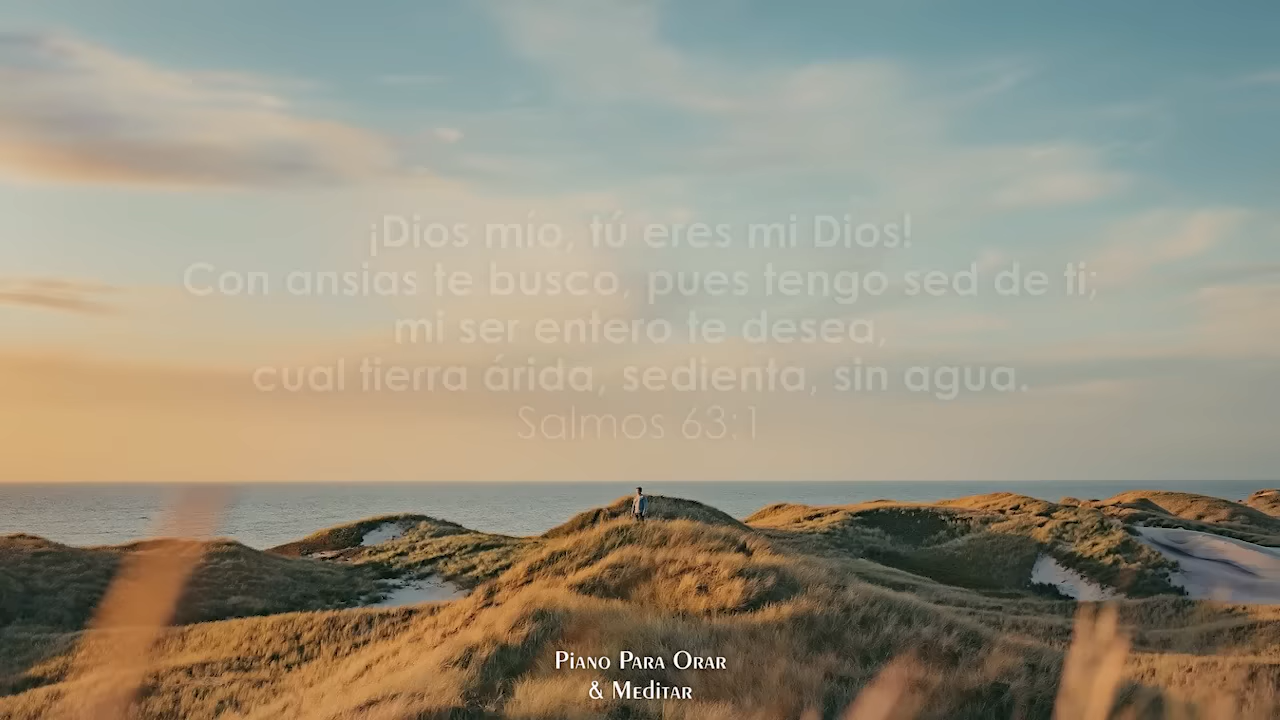 ¡Dios mío, tú eres mi Dios!
Con ansias te busco, pues tengo sed de ti;
mi ser entero te desea,
cual tierra árida, sedienta, sin agua.
Salmos 63:1
Piano Para Orar
& Meditar